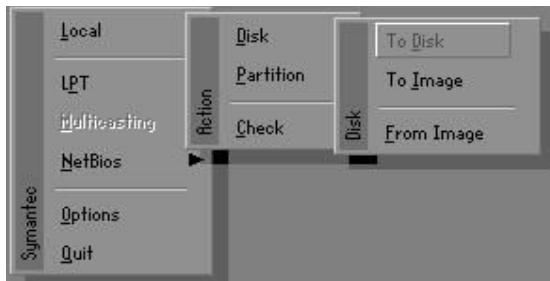 Local
LPT
Multicasting
NetBios
Options
Quit
Symantec
Disk
Partition
Check
Action
To Disk
To Image
From Image
Disk